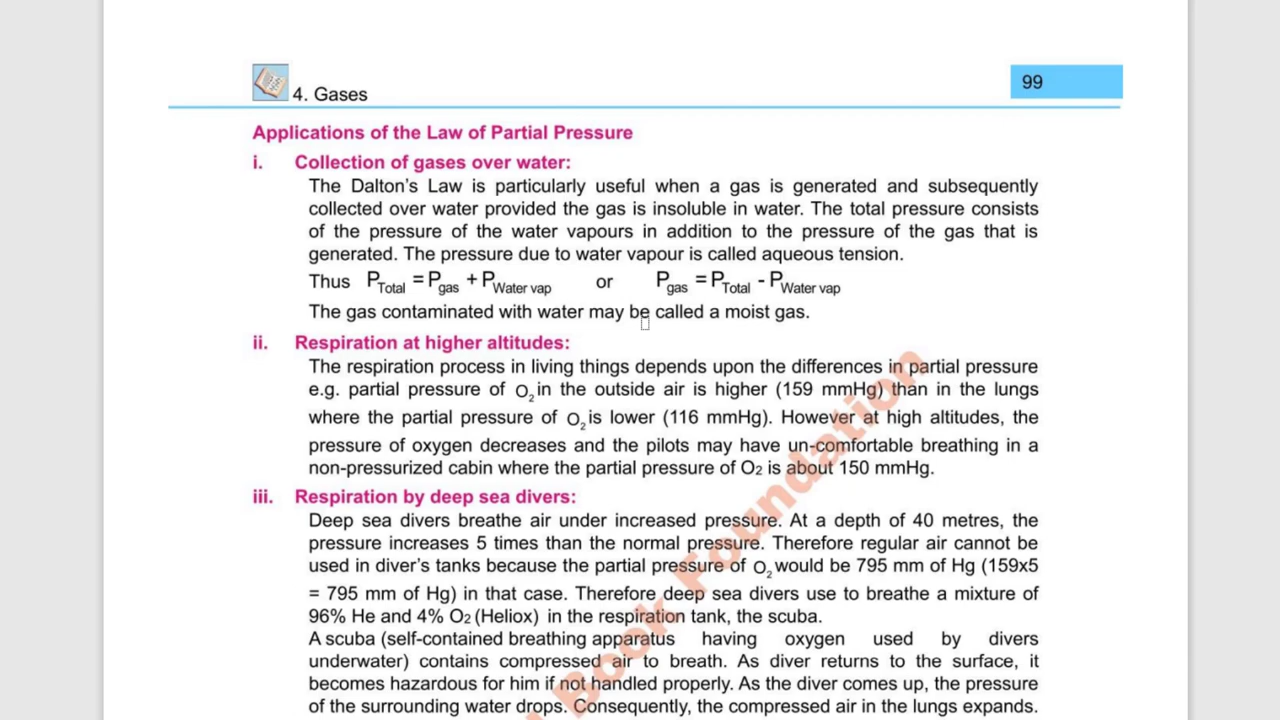 4. Gases
99
Applications of the Law of Partial Pressure
i. Collection of gases over water:
The Dalton's Law is particularly useful when a gas is generated and subsequently
collected over water provided the gas is insoluble in water. The total pressure consists
of the pressure of the water vapours in addition to the pressure of the gas that is
generated. The pressure due to water vapour is called aqueous tension.
Thus P_Total = P_gas + P_Water vap or P_gas = P_Total - P_Water vap
The gas contaminated with water may be called a moist gas.
ii. Respiration at higher altitudes:
The respiration process in living things depends upon the differences in partial pressure
e.g. partial pressure of O₂ in the outside air is higher (159 mmHg) than in the lungs
where the partial pressure of O₂ is lower (116 mmHg). However at high altitudes, the
pressure of oxygen decreases and the pilots may have un-comfortable breathing in a
non-pressurized cabin where the partial pressure of O2 is about 150 mmHg.
iii. Respiration by deep sea divers:
Deep sea divers breathe air under increased pressure. At a depth of 40 metres, the
pressure increases 5 times than the normal pressure. Therefore regular air cannot be
used in diver's tanks because the partial pressure of O₂ would be 795 mm of Hg (159x5
= 795 mm of Hg) in that case. Therefore deep sea divers use to breathe a mixture of
96% He and 4% O2 (Heliox) in the respiration tank, the scuba.
A scuba (self-contained breathing apparatus having oxygen used by divers
underwater) contains compressed air to breath. As diver returns to the surface, it
becomes hazardous for him if not handled properly. As the diver comes up, the pressure
of the surrounding water drops. Consequently, the compressed air in the lungs expands.
Book Foundation